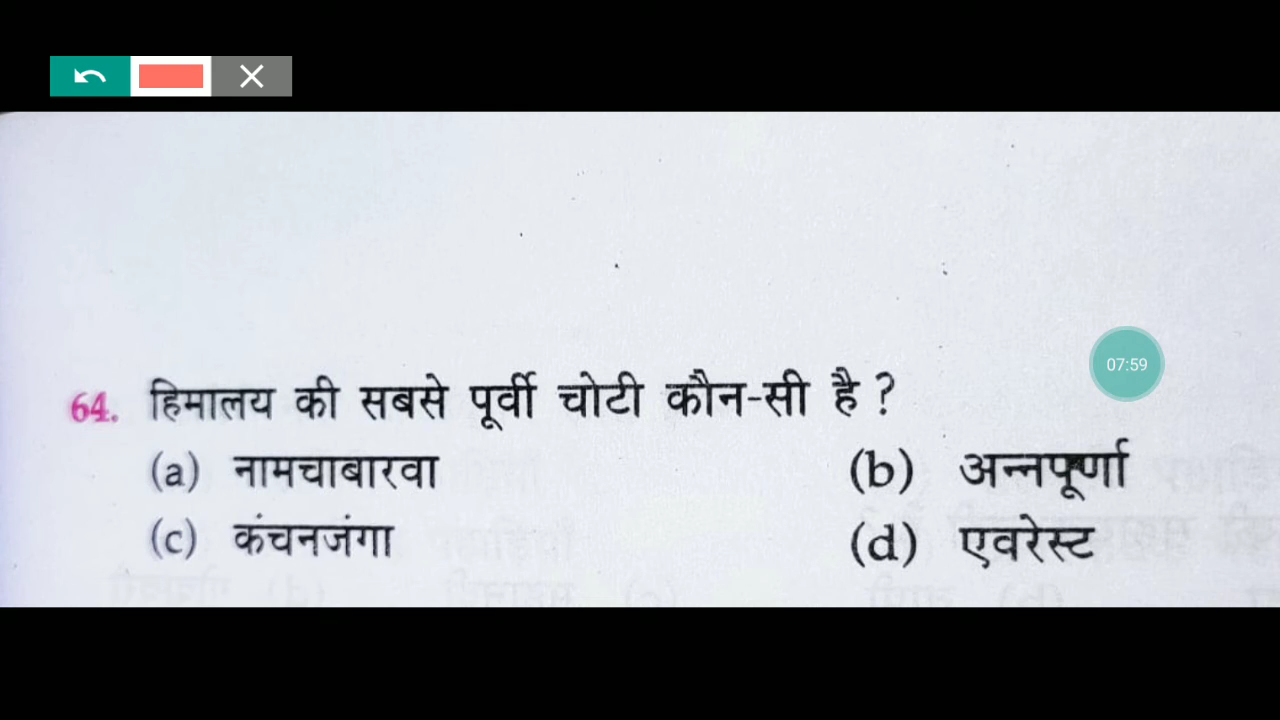 07:59
64. हिमालय की सबसे पूर्वी चोटी कौन-सी है ?
(a) नामचाबारवा (b) अन्नपूर्णा
(c) कंचनजंगा (d) एवरेस्ट